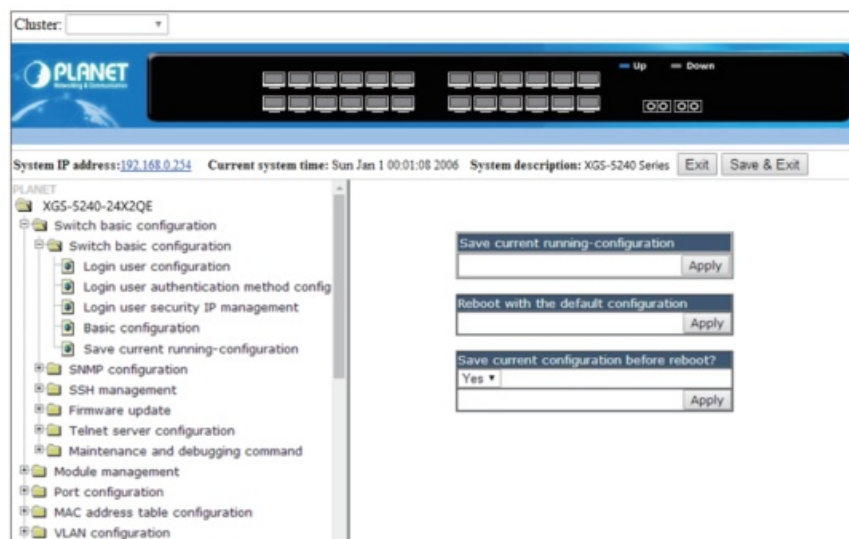 Cluster:
PLANET
Networking & Communication
Up
Down
System IP address:192.168.0.254 Current system time: Sun Jan 1 00:01:08 2006 System description: XGS-5240 Series Exit Save & Exit
PLANET
XGS-5240-24X2QE
Switch basic configuration
Switch basic configuration
Login user configuration
Login user authentication method config
Login user security IP management
Basic configuration
Save current running-configuration
SNMP configuration
SSH management
Firmware update
Telnet server configuration
Maintenance and debugging command
Module management
Port configuration
MAC address table configuration
VLAN configuration
Save current running-configuration
Apply
Reboot with the default configuration
Apply
Save current configuration before reboot?
Yes
Apply